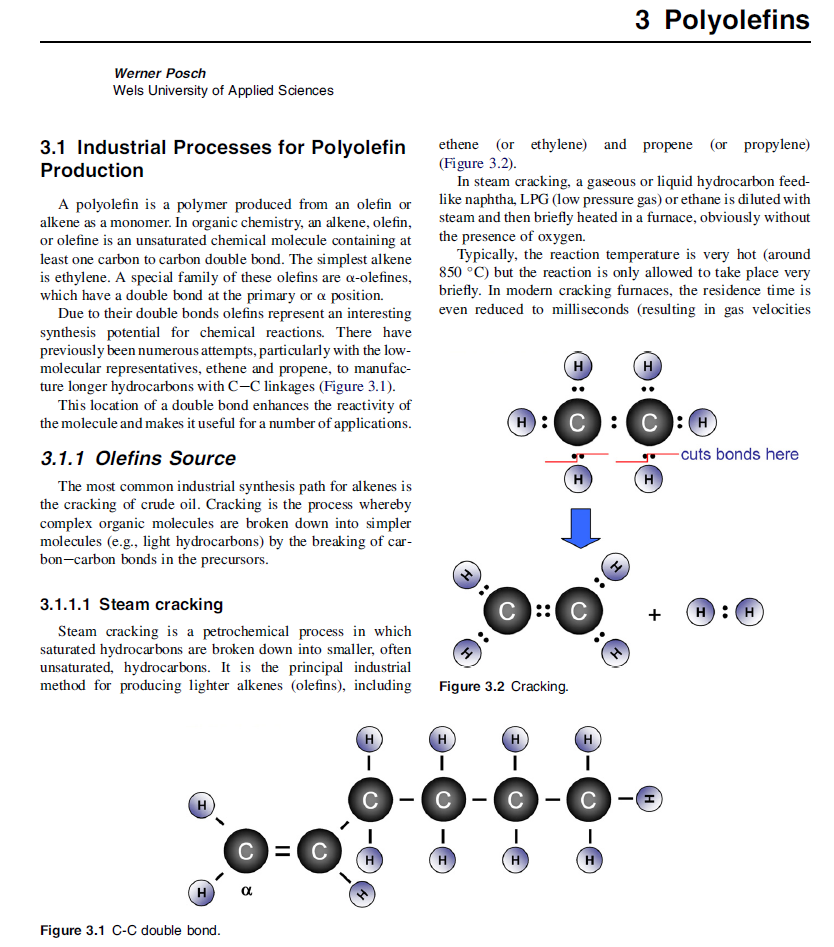 3 Polyolefins
Werner Posch
Wels University of Applied Sciences
3.1 Industrial Processes for Polyolefin
Production
A polyolefin is a polymer produced from an olefin or
alkene as a monomer. In organic chemistry, an alkene, olefin,
or olefine is an unsaturated chemical molecule containing at
least one carbon to carbon double bond. The simplest alkene
is ethylene. A special family of these olefins are α-olefines,
which have a double bond at the primary or α position.
Due to their double bonds olefins represent an interesting
synthesis potential for chemical reactions. There have
previously been numerous attempts, particularly with the low-
molecular representatives, ethene and propene, to manufac-
ture longer hydrocarbons with C−C linkages (Figure 3.1).
This location of a double bond enhances the reactivity of
the molecule and makes it useful for a number of applications.
3.1.1 Olefins Source
The most common industrial synthesis path for alkenes is
the cracking of crude oil. Cracking is the process whereby
complex organic molecules are broken down into simpler
molecules (e.g., light hydrocarbons) by the breaking of car-
bon−carbon bonds in the precursors.
3.1.1.1 Steam cracking
Steam cracking is a petrochemical process in which
saturated hydrocarbons are broken down into smaller, often
unsaturated, hydrocarbons. It is the principal industrial
method for producing lighter alkenes (olefins), including
ethene (or ethylene) and propene (or propylene)
(Figure 3.2).
In steam cracking, a gaseous or liquid hydrocarbon feed-
like naphtha, LPG (low pressure gas) or ethane is diluted with
steam and then briefly heated in a furnace, obviously without
the presence of oxygen.
Typically, the reaction temperature is very hot (around
850 °C) but the reaction is only allowed to take place very
briefly. In modern cracking furnaces, the residence time is
even reduced to milliseconds (resulting in gas velocities
H H
H : C : C : H
cuts bonds here
H H
H H
C :: C + H : H
H H
Figure 3.2 Cracking.
H H H H
H C − C − C − C − H
C = C H H H H
H α H
Figure 3.1 C-C double bond.